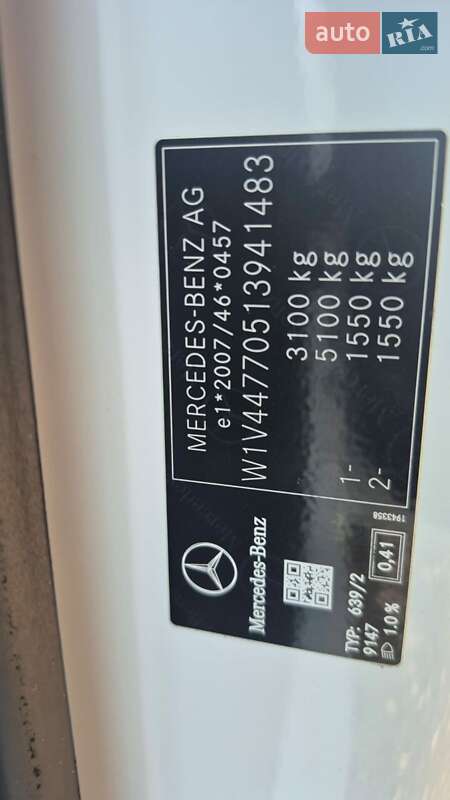 auto RIA.com
MERCEDES-BENZ AG
e1*2007/46*0457
W1V44770513941483
3100 kg
5100 kg
1- 1550 kg
2- 1550 kg
Mercedes-Benz
TYP: 639/2
9147 0,41
1.0%
1943358